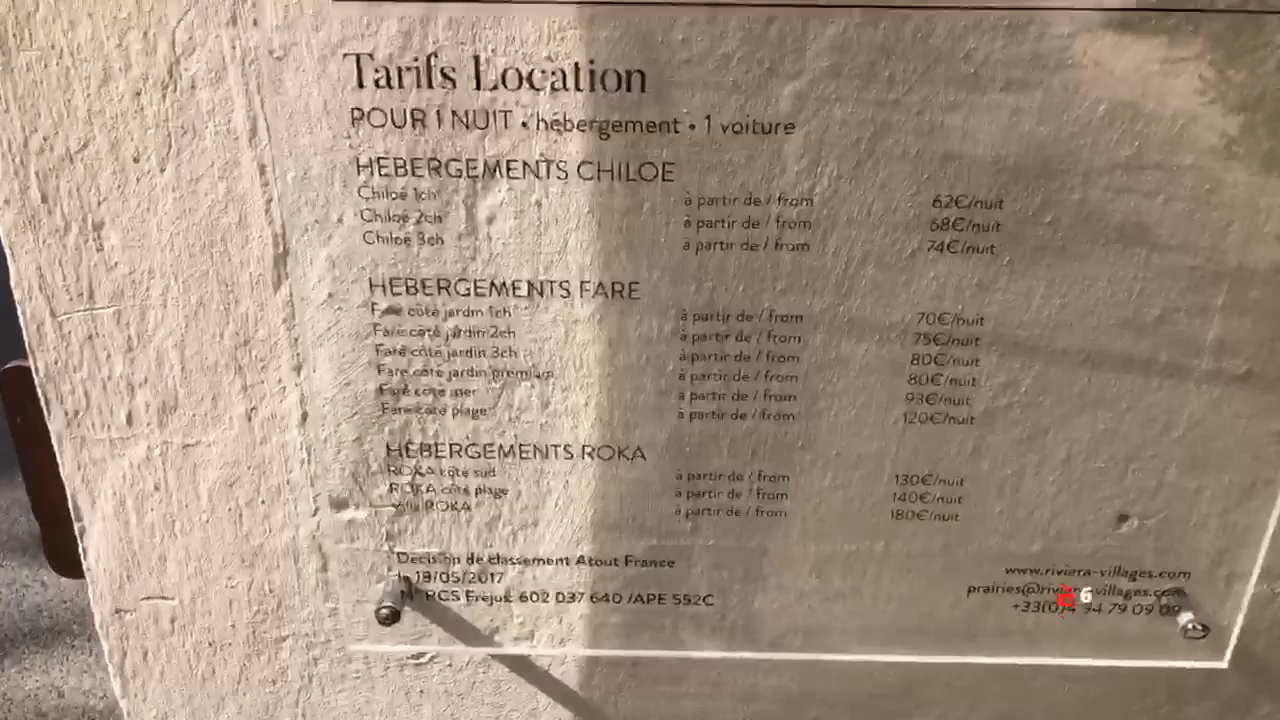 Tarifs Location
POUR 1 NUIT • hébergement • 1 voiture
HEBERGEMENTS CHILOE
Chiloé 1ch à partir de / from 62€/nuit
Chiloé 2ch à partir de / from 68€/nuit
Chiloé 3ch à partir de / from 74€/nuit
HEBERGEMENTS FARE
Faré côté jardin 1ch à partir de / from 70€/nuit
Faré côté jardin 2ch à partir de / from 75€/nuit
Faré côté jardin 3ch à partir de / from 80€/nuit
Faré côté jardin premium à partir de / from 80€/nuit
Faré côté mer à partir de / from 93€/nuit
Faré côté plage à partir de / from 120€/nuit
HÉBERGEMENTS ROKA
ROKA côté sud à partir de / from 130€/nuit
ROKA côté plage à partir de / from 140€/nuit
Villa ROKA à partir de / from 180€/nuit
Décision de classement Atout France
le 19/05/2017
N° RCS Fréjus: 602 037 640 /APE 552C
www.riviera-villages.com
prairies@riviera-villages.com
6
+33(0)4 94 79 09 09